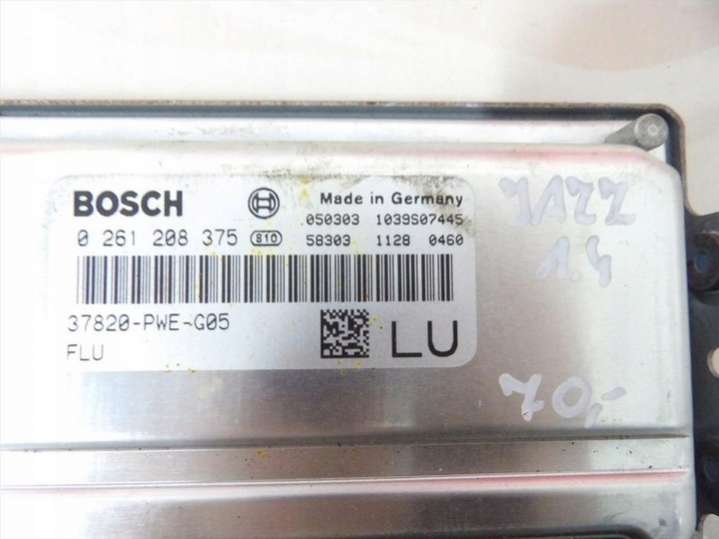 BOSCH Made in Germany
050303 1039S07445
0 261 208 375 S10 58303 1128 0460
37820-PWE-G05
FLU
LU
JAZZ
1.4
70,-